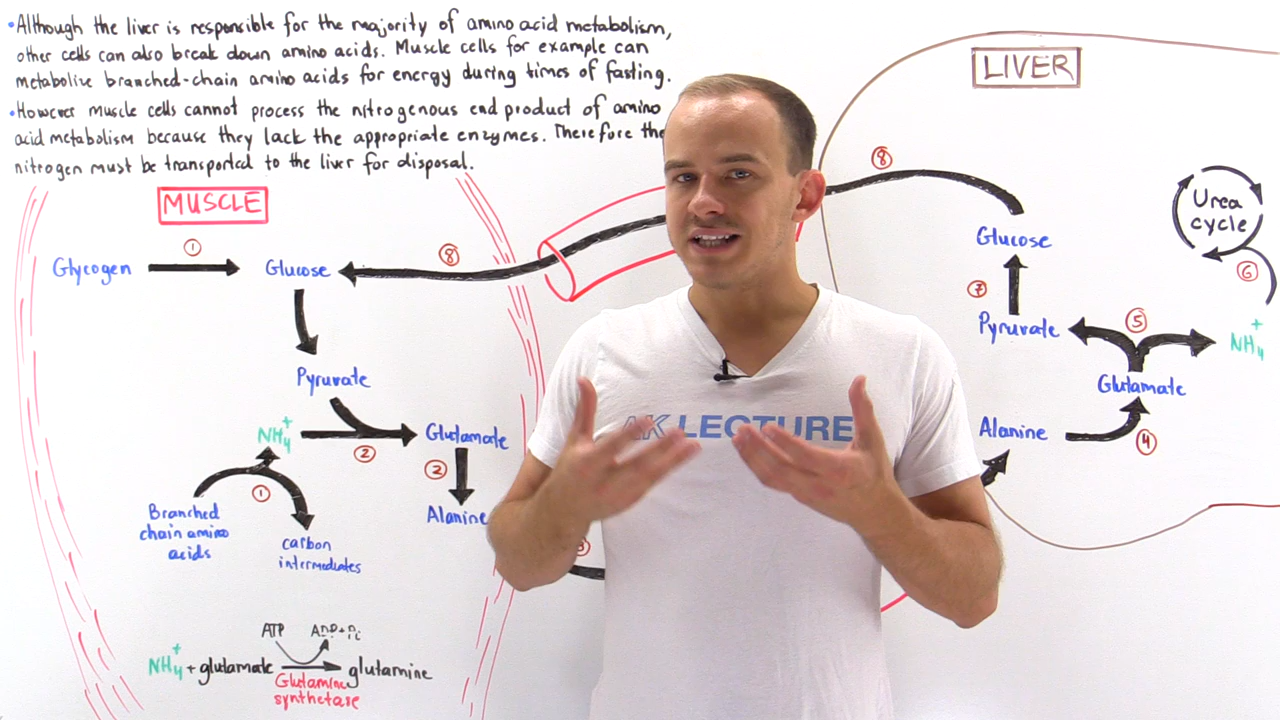 •Although the liver is responsible for the majority of amino acid metabolism,
other cells can also break down amino acids. Muscle cells for example can
metabolize branched-chain amino acids for energy during times of fasting.
•However muscle cells cannot process the nitrogenous end product of amino
acid metabolism because they lack the appropriate enzymes. Therefore the
nitrogen must be transported to the liver for disposal.
MUSCLE
Glycogen
1
Glucose
8
Pyruvate
NH4+
2
Glutamate
2
Alanine
1
Branched
chain amino
acids
carbon
intermediates
3
ATP
ADP+Pi
NH4+ + glutamate
glutamine
Glutamine
synthetase
AK LECTURE
LIVER
8
Glucose
7
Pyruvate
5
NH4+
6
Urea
cycle
Glutamate
4
Alanine